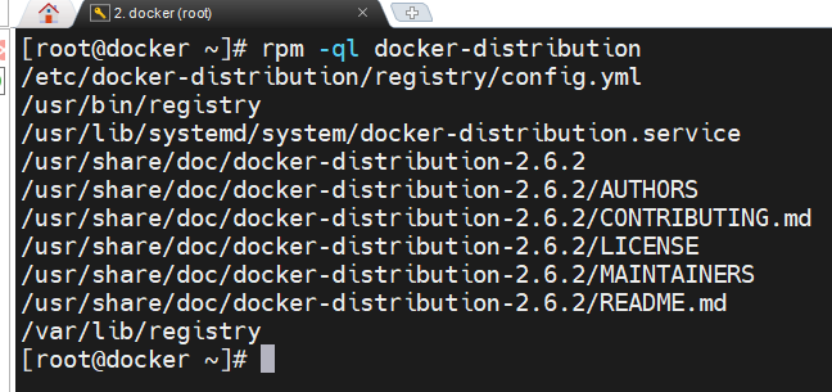 2. docker (root)
[root@docker ~]# rpm -ql docker-distribution
/etc/docker-distribution/registry/config.yml
/usr/bin/registry
/usr/lib/systemd/system/docker-distribution.service
/usr/share/doc/docker-distribution-2.6.2
/usr/share/doc/docker-distribution-2.6.2/AUTHORS
/usr/share/doc/docker-distribution-2.6.2/CONTRIBUTING.md
/usr/share/doc/docker-distribution-2.6.2/LICENSE
/usr/share/doc/docker-distribution-2.6.2/MAINTAINERS
/usr/share/doc/docker-distribution-2.6.2/README.md
/var/lib/registry
[root@docker ~]#